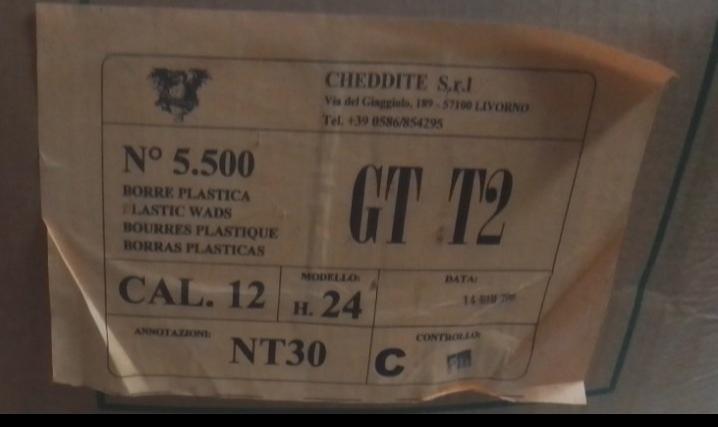 CHEDDITE S.r.l
Via del Giaggiolo, 189 - 57100 LIVORNO
Tel. +39 0586/854295
N° 5.500
BORRE PLASTICA
PLASTIC WADS
BOURRES PLASTIQUE
BORRAS PLASTICAS
GT T2
CAL. 12
MODELLO:
H. 24
DATA:
ANNOTAZIONI:
NT30
C
CONTROLLO: